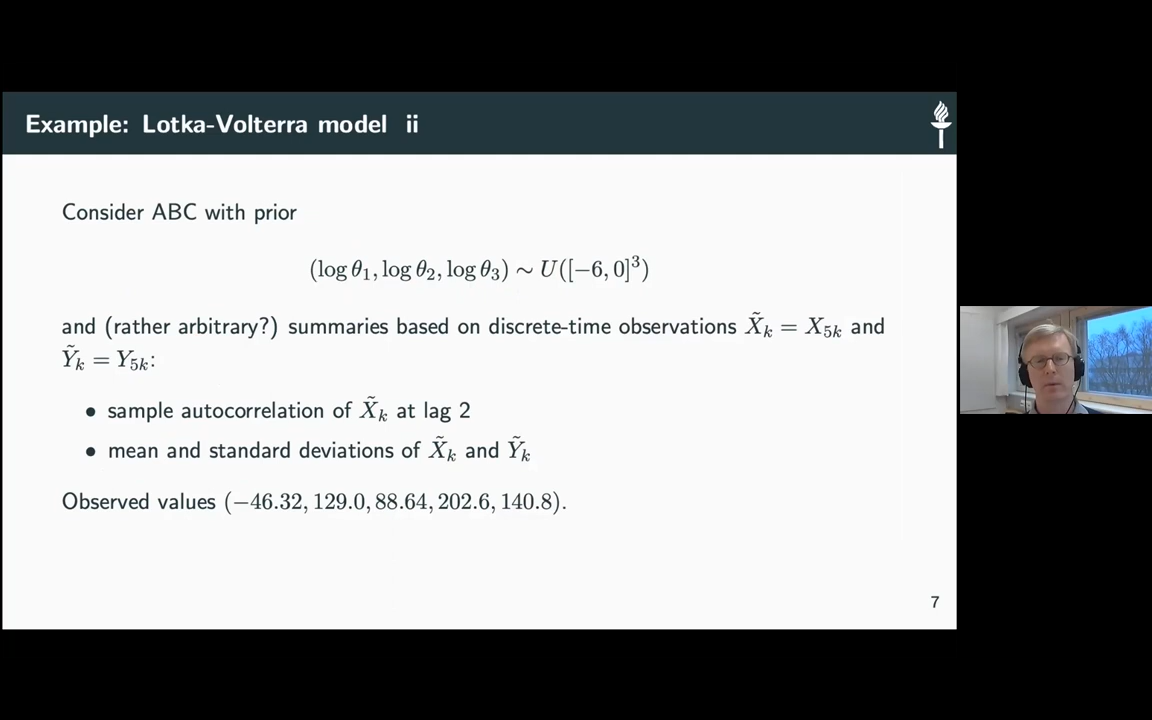 Example: Lotka-Volterra model ii
Consider ABC with prior
(log θ₁, log θ₂, log θ₃) ∼ U([−6, 0]³)
and (rather arbitrary?) summaries based on discrete-time observations X̃ₖ = X₅ₖ and
Ỹₖ = Y₅ₖ:
• sample autocorrelation of X̃ₖ at lag 2
• mean and standard deviations of X̃ₖ and Ỹₖ
Observed values (−46.32, 129.0, 88.64, 202.6, 140.8).
7